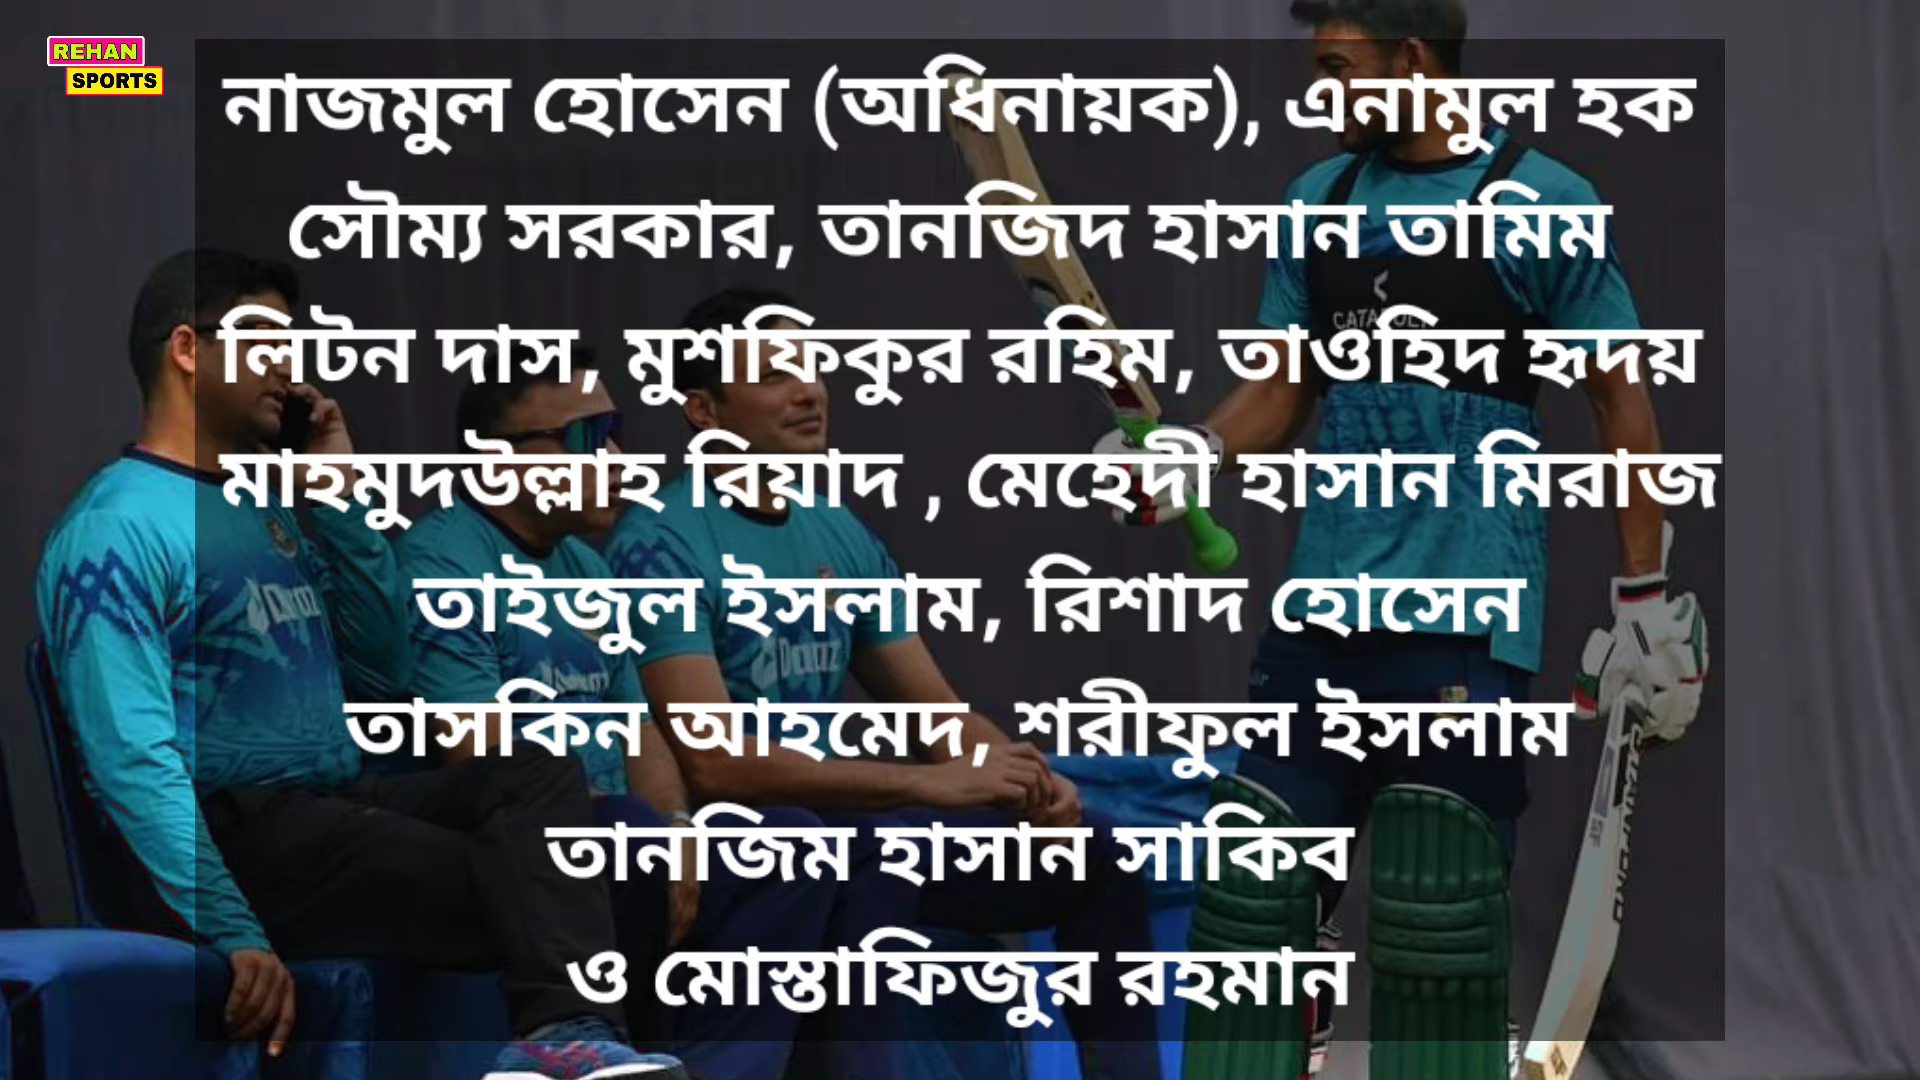 REHAN
SPORTS
নাজমুল হোসেন (অধিনায়ক), এনামুল হক
সৌম্য সরকার, তানজিদ হাসান তামিম
লিটন দাস, মুশফিকুর রহিম, তাওহিদ হৃদয়
মাহমুদউল্লাহ রিয়াদ , মেহেদী হাসান মিরাজ
তাইজুল ইসলাম, রিশাদ হোসেন
তাসকিন আহমেদ, শরীফুল ইসলাম
তানজিম হাসান সাকিব
ও মোস্তাফিজুর রহমান